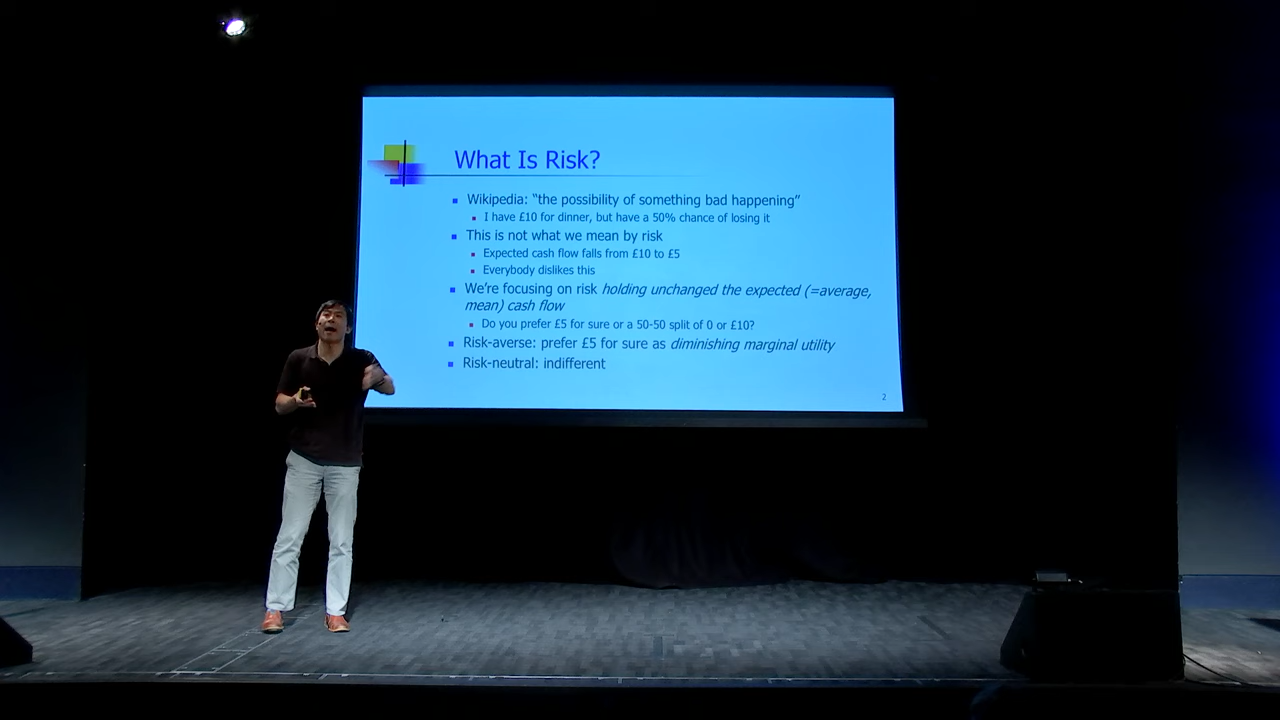 What Is Risk?
Wikipedia: “the possibility of something bad happening”
I have £10 for dinner, but have a 50% chance of losing it
This is not what we mean by risk
Expected cash flow falls from £10 to £5
Everybody dislikes this
We’re focusing on risk holding unchanged the expected (=average,
mean) cash flow
Do you prefer £5 for sure or a 50-50 split of 0 or £10?
Risk-averse: prefer £5 for sure as diminishing marginal utility
Risk-neutral: indifferent
2